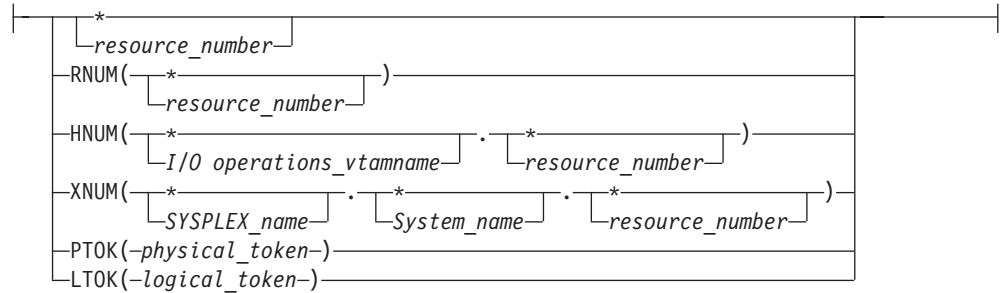 *
resource_number
RNUM( * )
resource_number
HNUM( * . * )
I/O operations_vtamname resource_number
XNUM( * . * . * )
SYSPLEX_name System_name resource_number
PTOK(physical_token)
LTOK(logical_token)